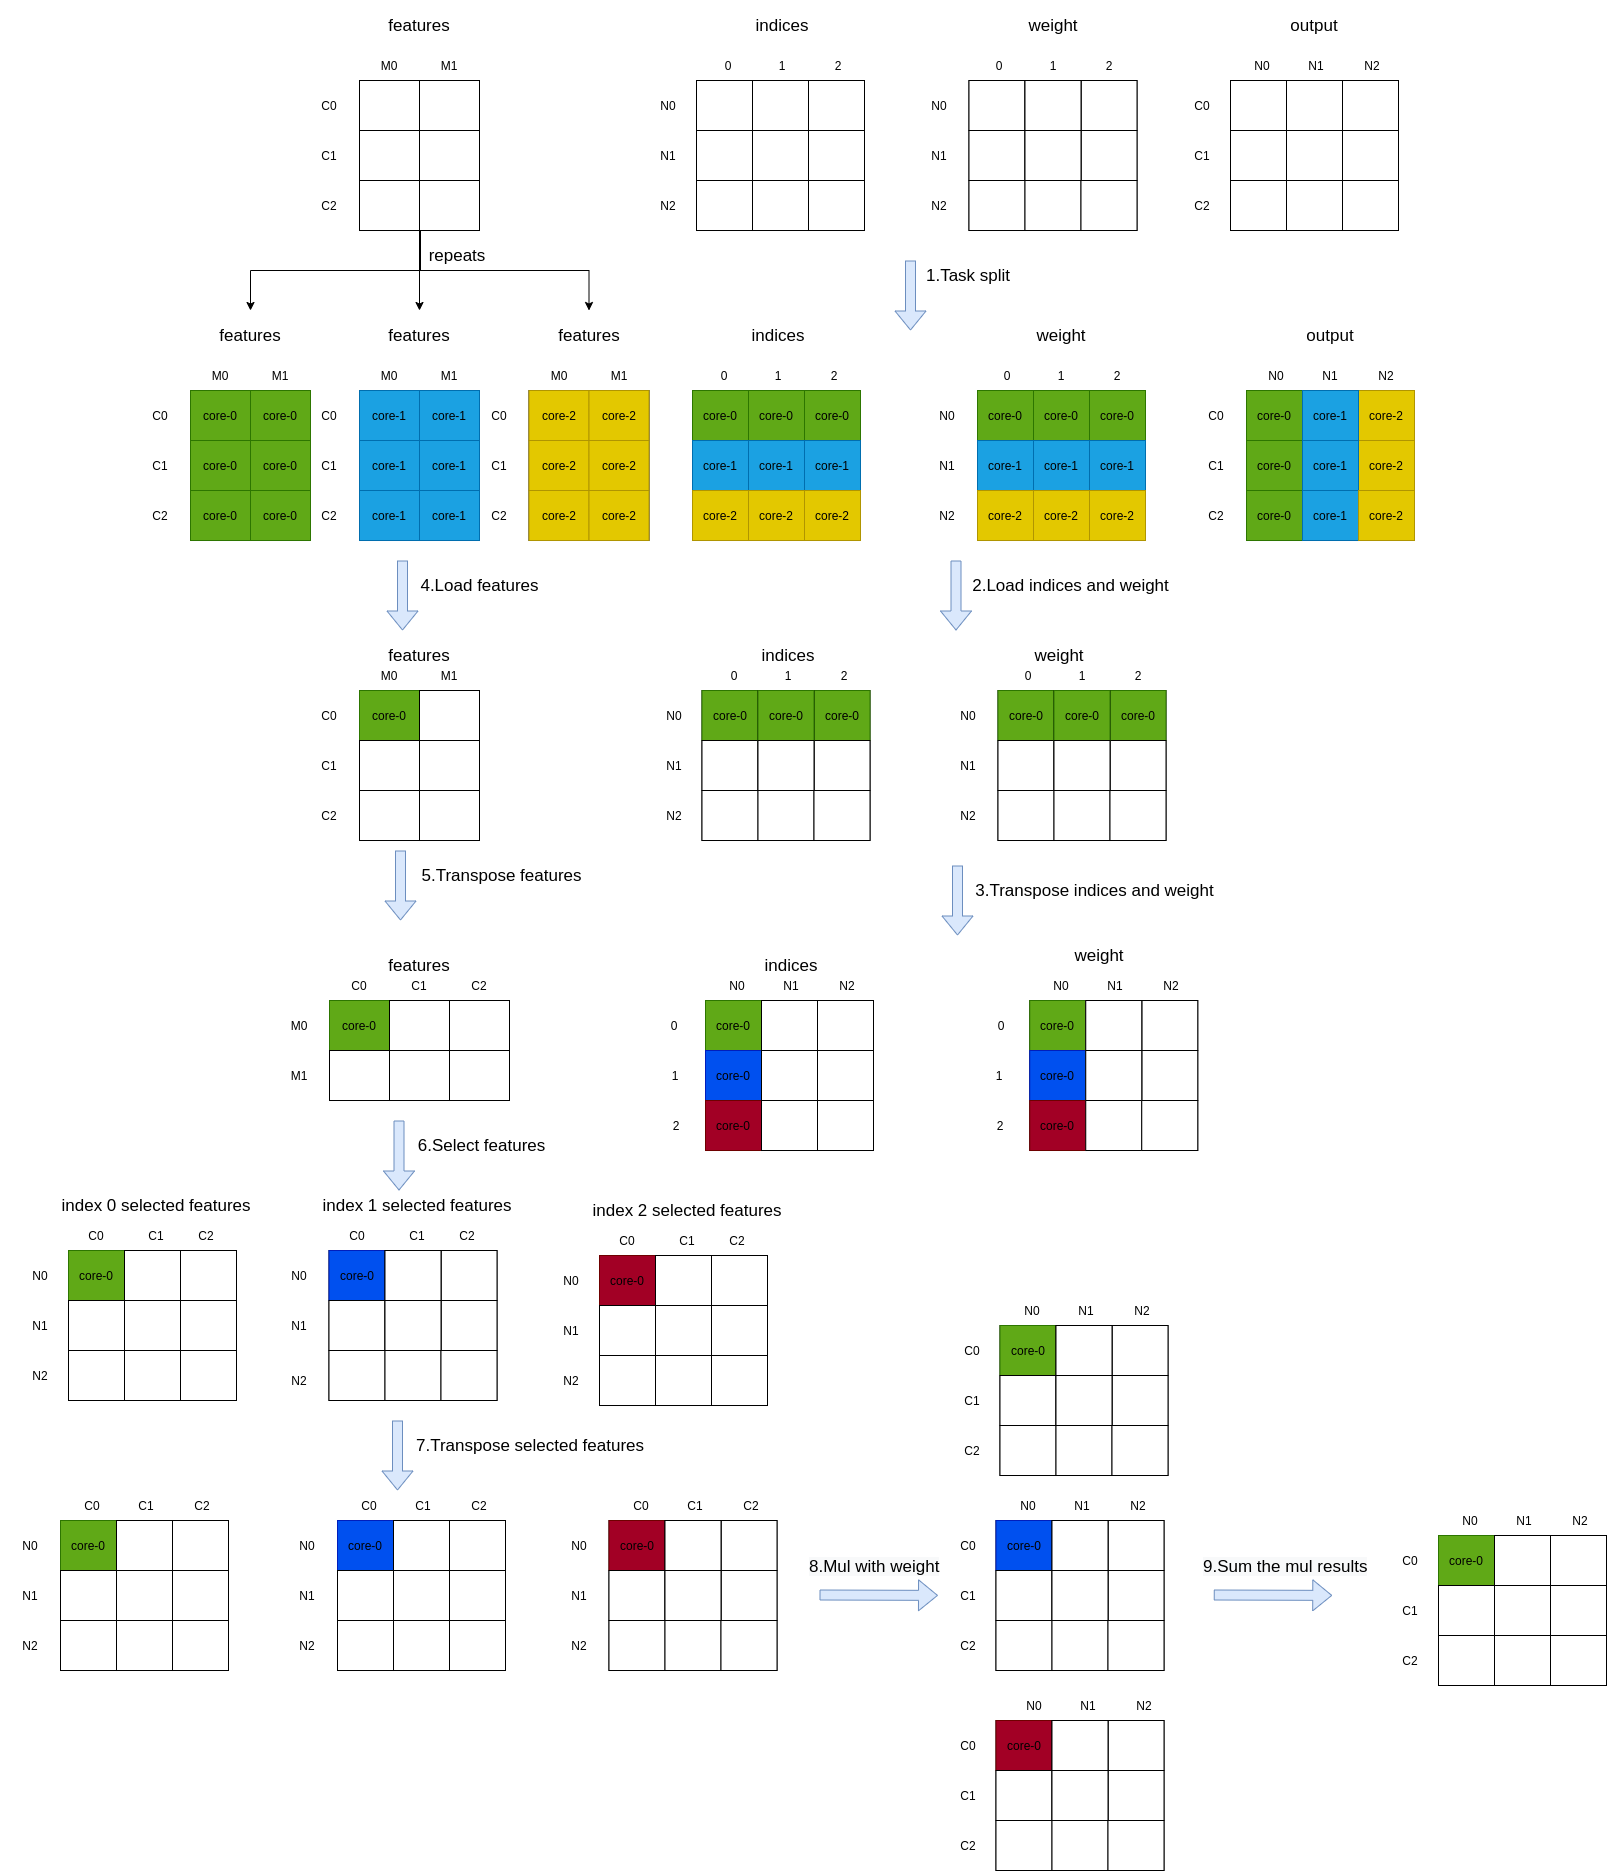 features indices weight output
M0 M1 0 1 2 0 1 2 N0 N1 N2
C0 N0 N0 C0
C1 N1 N1 C1
C2 N2 N2 C2
repeats
1.Task split
features features features indices weight output
M0 M1 M0 M1 M0 M1 0 1 2 0 1 2 N0 N1 N2
C0 core-0 core-0 C0 core-1 core-1 C0 core-2 core-2 core-0 core-0 core-0 N0 core-0 core-0 core-0 C0 core-0 core-1 core-2
C1 core-0 core-0 C1 core-1 core-1 C1 core-2 core-2 core-1 core-1 core-1 N1 core-1 core-1 core-1 C1 core-0 core-1 core-2
C2 core-0 core-0 C2 core-1 core-1 C2 core-2 core-2 core-2 core-2 core-2 N2 core-2 core-2 core-2 C2 core-0 core-1 core-2
4.Load features 2.Load indices and weight
features indices weight
M0 M1 0 1 2 0 1 2
C0 core-0 N0 core-0 core-0 core-0 N0 core-0 core-0 core-0
C1 N1 N1
C2 N2 N2
5.Transpose features 3.Transpose indices and weight
features indices weight
C0 C1 C2 N0 N1 N2 N0 N1 N2
M0 core-0 0 core-0 0 core-0
M1 1 core-0 1 core-0
2 core-0 2 core-0
6.Select features
index 0 selected features index 1 selected features index 2 selected features
C0 C1 C2 C0 C1 C2 C0 C1 C2
N0 core-0 N0 core-0 N0 core-0
N1 N1 N1
N2 N2 N2
N0 N1 N2
C0 core-0
C1
C2
7.Transpose selected features
C0 C1 C2 C0 C1 C2 C0 C1 C2 N0 N1 N2 N0 N1 N2
N0 core-0 N0 core-0 N0 core-0 8.Mul with weight C0 core-0 9.Sum the mul results C0 core-0
N1 N1 N1 C1 C1
N2 N2 N2 C2 C2
N0 N1 N2
C0 core-0
C1
C2